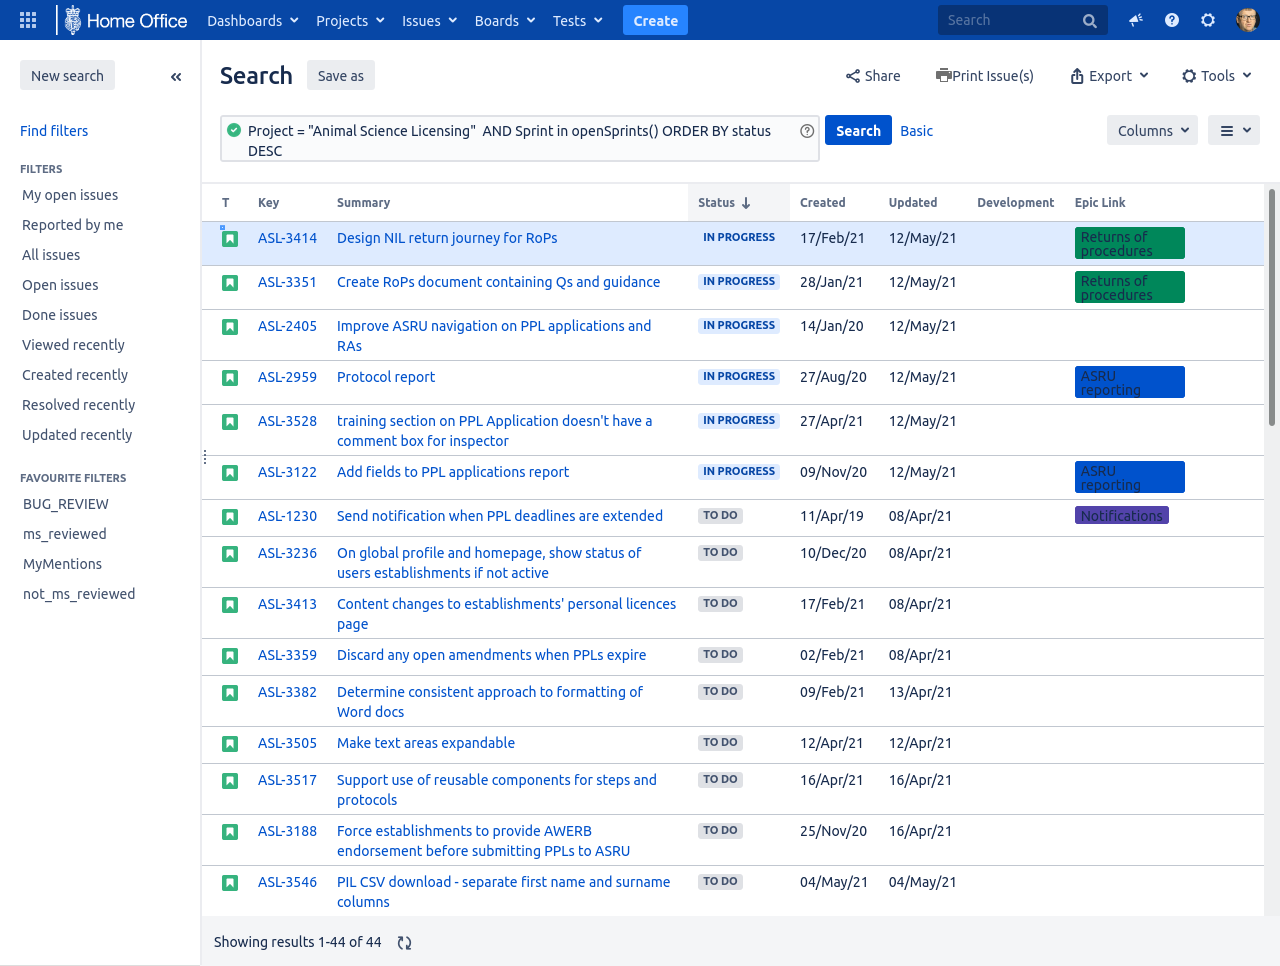 Home Office Dashboards Projects Issues Boards Tests Create Search
New search
Search Save as Share Print Issue(s) Export Tools
Find filters
Project = "Animal Science Licensing" AND Sprint in openSprints() ORDER BY status
DESC
Search Basic Columns
FILTERS
My open issues
Reported by me
All issues
Open issues
Done issues
Viewed recently
Created recently
Resolved recently
Updated recently
FAVOURITE FILTERS
BUG_REVIEW
ms_reviewed
MyMentions
not_ms_reviewed
T Key Summary Status Created Updated Development Epic Link
ASL-3414 Design NIL return journey for RoPs IN PROGRESS 17/Feb/21 12/May/21 Returns of
procedures
ASL-3351 Create RoPs document containing Qs and guidance IN PROGRESS 28/Jan/21 12/May/21 Returns of
procedures
ASL-2405 Improve ASRU navigation on PPL applications and IN PROGRESS 14/Jan/20 12/May/21
RAs
ASL-2959 Protocol report IN PROGRESS 27/Aug/20 12/May/21 ASRU
reporting
ASL-3528 training section on PPL Application doesn't have a IN PROGRESS 27/Apr/21 12/May/21
comment box for inspector
ASL-3122 Add fields to PPL applications report IN PROGRESS 09/Nov/20 12/May/21 ASRU
reporting
ASL-1230 Send notification when PPL deadlines are extended TO DO 11/Apr/19 08/Apr/21 Notifications
ASL-3236 On global profile and homepage, show status of TO DO 10/Dec/20 08/Apr/21
users establishments if not active
ASL-3413 Content changes to establishments' personal licences TO DO 17/Feb/21 08/Apr/21
page
ASL-3359 Discard any open amendments when PPLs expire TO DO 02/Feb/21 08/Apr/21
ASL-3382 Determine consistent approach to formatting of TO DO 09/Feb/21 13/Apr/21
Word docs
ASL-3505 Make text areas expandable TO DO 12/Apr/21 12/Apr/21
ASL-3517 Support use of reusable components for steps and TO DO 16/Apr/21 16/Apr/21
protocols
ASL-3188 Force establishments to provide AWERB TO DO 25/Nov/20 16/Apr/21
endorsement before submitting PPLs to ASRU
ASL-3546 PIL CSV download - separate first name and surname TO DO 04/May/21 04/May/21
columns
Showing results 1-44 of 44